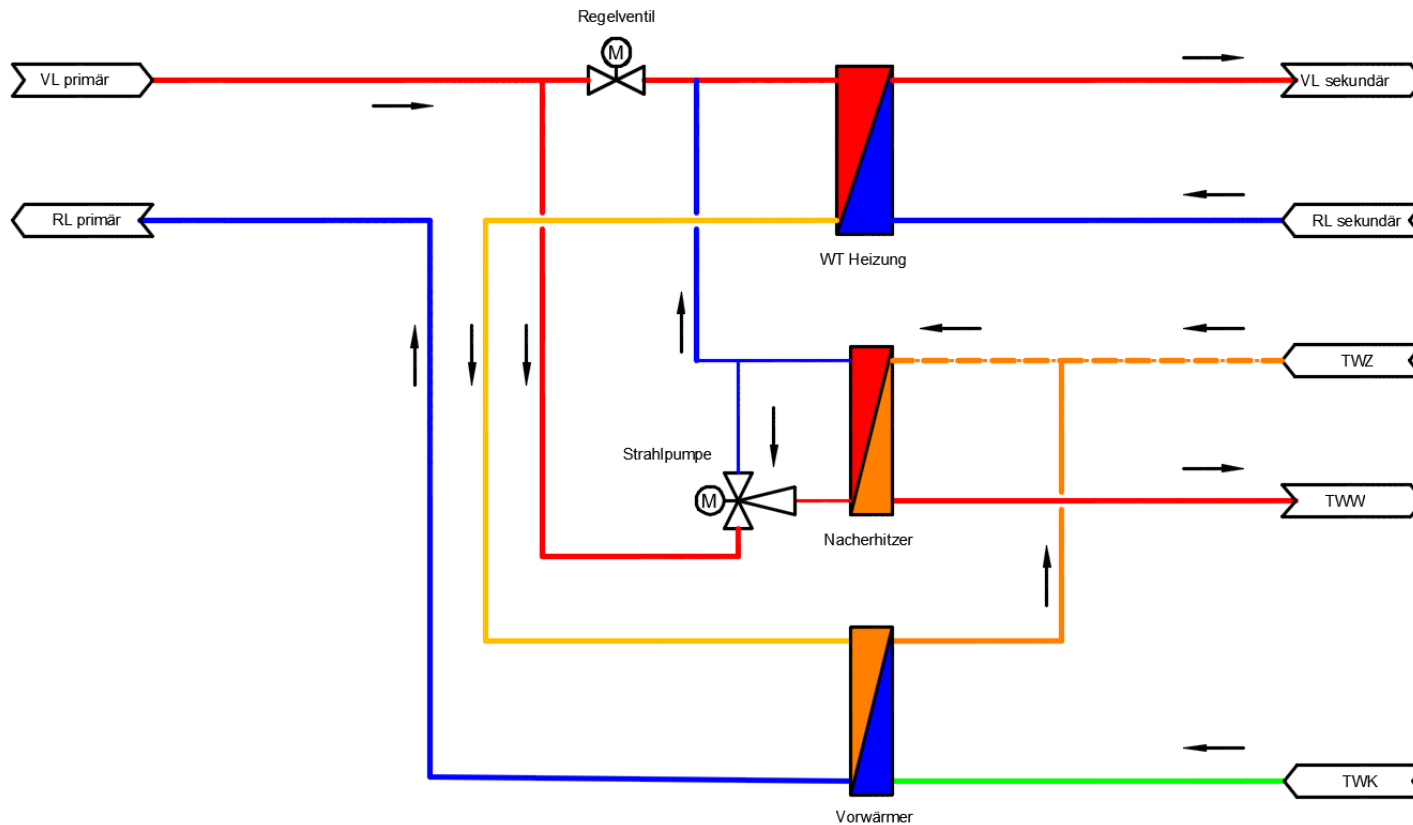 Regelventil
M
VL primär
VL sekundär
RL primär
RL sekundär
WT Heizung
TWZ
Strahlpumpe
M
TWW
Nacherhitzer
TWK
Vorwärmer